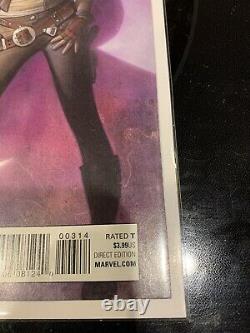 00314
RATED T
$3.99US
DIRECT EDITION
MARVEL.COM